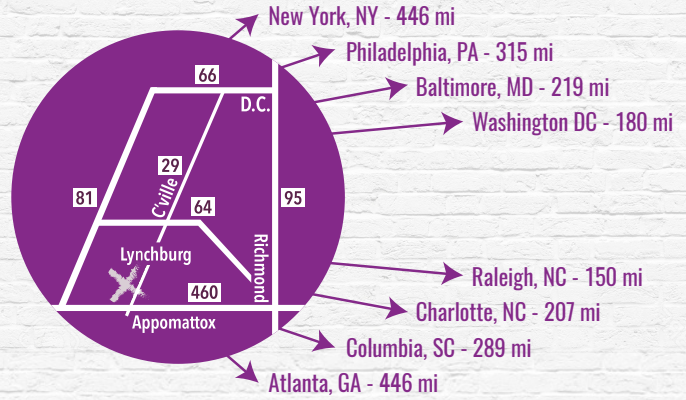 New York, NY - 446 mi
Philadelphia, PA - 315 mi
66
Baltimore, MD - 219 mi
D.C.
Washington DC - 180 mi
29
81
C'ville
64
95
Lynchburg
Richmond
Raleigh, NC - 150 mi
460
Charlotte, NC - 207 mi
Appomattox
Columbia, SC - 289 mi
Atlanta, GA - 446 mi